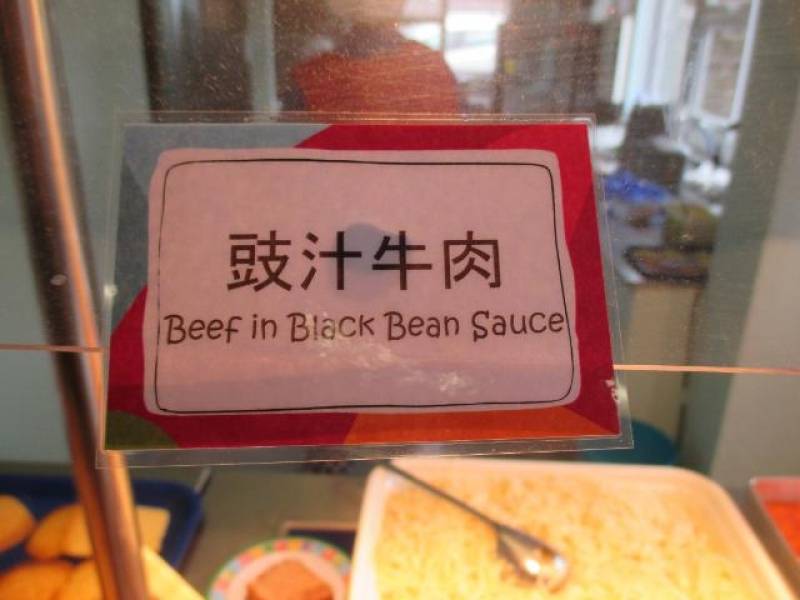 豉汁牛肉
Beef in Black Bean Sauce